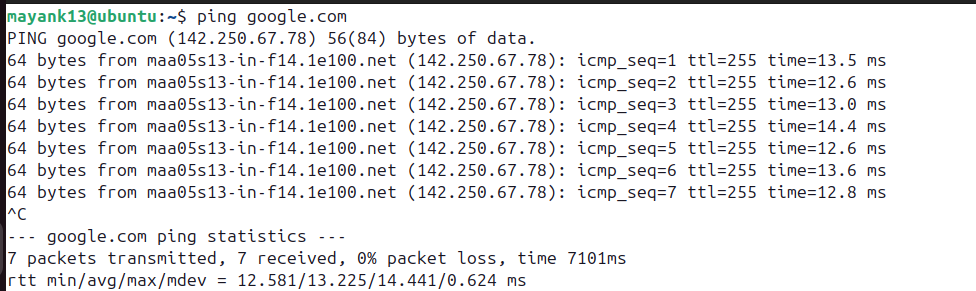 mayank13@ubuntu:~$ ping google.com
PING google.com (142.250.67.78) 56(84) bytes of data.
64 bytes from maa05s13-in-f14.1e100.net (142.250.67.78): icmp_seq=1 ttl=255 time=13.5 ms
64 bytes from maa05s13-in-f14.1e100.net (142.250.67.78): icmp_seq=2 ttl=255 time=12.6 ms
64 bytes from maa05s13-in-f14.1e100.net (142.250.67.78): icmp_seq=3 ttl=255 time=13.0 ms
64 bytes from maa05s13-in-f14.1e100.net (142.250.67.78): icmp_seq=4 ttl=255 time=14.4 ms
64 bytes from maa05s13-in-f14.1e100.net (142.250.67.78): icmp_seq=5 ttl=255 time=12.6 ms
64 bytes from maa05s13-in-f14.1e100.net (142.250.67.78): icmp_seq=6 ttl=255 time=13.6 ms
64 bytes from maa05s13-in-f14.1e100.net (142.250.67.78): icmp_seq=7 ttl=255 time=12.8 ms
^C
--- google.com ping statistics ---
7 packets transmitted, 7 received, 0% packet loss, time 7101ms
rtt min/avg/max/mdev = 12.581/13.225/14.441/0.624 ms